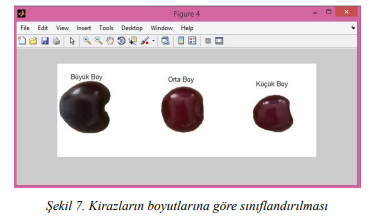 Figure 4
File Edit View Insert Tools Desktop Window Help
Büyük Boy
Orta Boy
Küçük Boy
Şekil 7. Kirazların boyutlarına göre sınıflandırılması